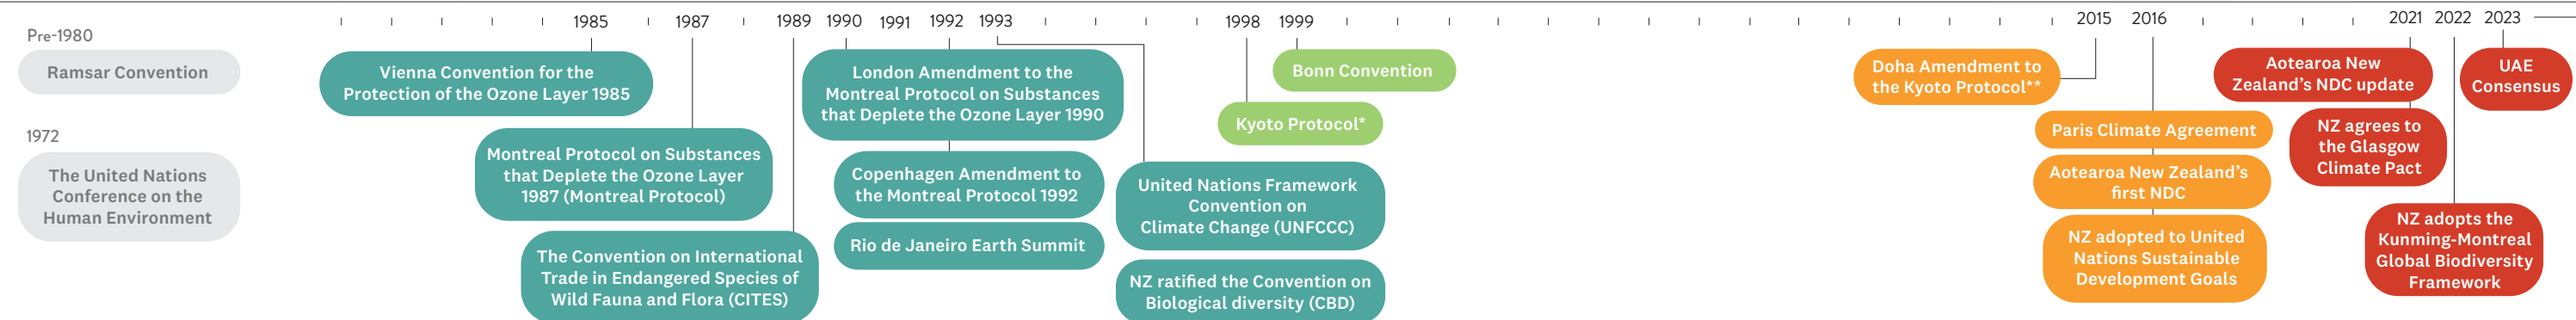 1985 1987 1989 1990 1991 1992 1993 1998 1999 2015 2016 2021 2022 2023
Pre-1980
Ramsar Convention
1972
The United Nations
Conference on the
Human Environment
Vienna Convention for the
Protection of the Ozone Layer 1985
Montreal Protocol on Substances
that Deplete the Ozone Layer
1987 (Montreal Protocol)
The Convention on International
Trade in Endangered Species of
Wild Fauna and Flora (CITES)
London Amendment to the
Montreal Protocol on Substances
that Deplete the Ozone Layer 1990
Copenhagen Amendment to
the Montreal Protocol 1992
Rio de Janeiro Earth Summit
United Nations Framework
Convention on
Climate Change (UNFCCC)
NZ ratified the Convention on
Biological diversity (CBD)
Bonn Convention
Kyoto Protocol*
Doha Amendment to
the Kyoto Protocol**
Paris Climate Agreement
Aotearoa New Zealand's
first NDC
NZ adopted to United
Nations Sustainable
Development Goals
Aotearoa New
Zealand's NDC update
NZ agrees to
the Glasgow
Climate Pact
NZ adopts the
Kunming-Montreal
Global Biodiversity
Framework
UAE
Consensus